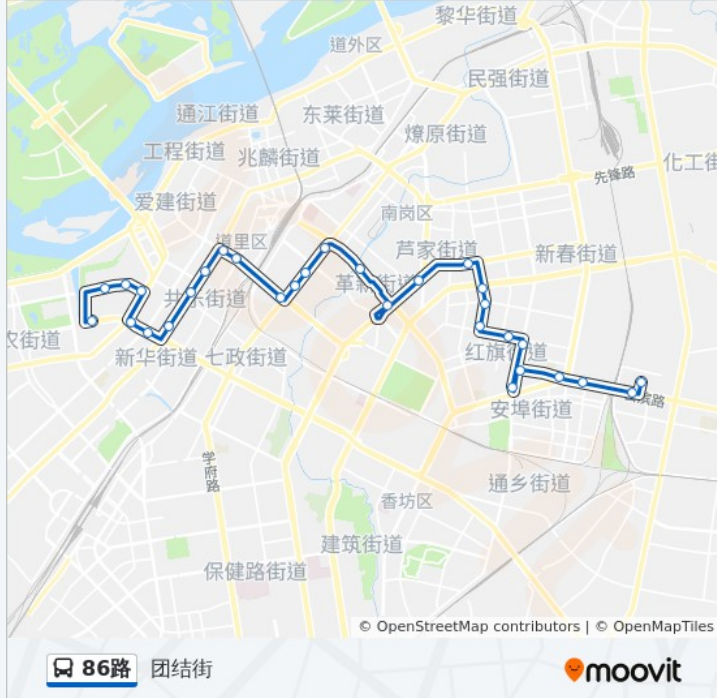 黎华街道
道外区
民强街道
通江街道
东莱街道
燎原街道
工程街道
兆麟街道
先锋路
化工街
爱建街道
南岗区
道里区
芦家街道
新春街道
革新街道
农街道
新华街道
七政街道
红旗街道
安埠街道
学府路
通乡街道
香坊区
建筑街道
保健路街道
© OpenStreetMap contributors | © OpenMapTiles
86路 团结街
moovit